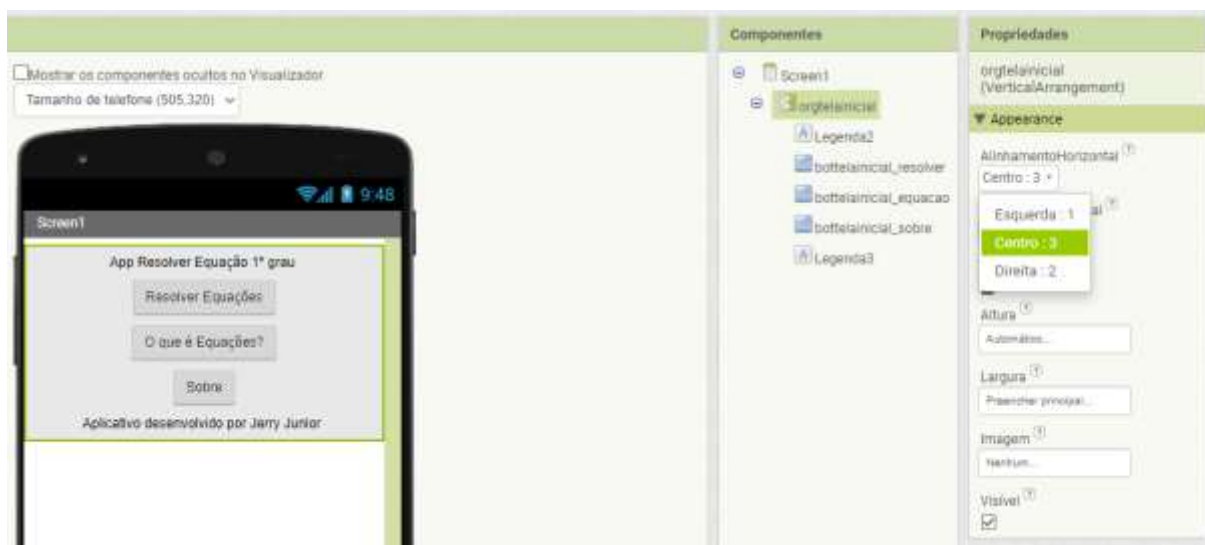 Componentes
Propriedades
Mostrar os componentes ocultos no Visualizador
Tamanho de telefone (505,320)
9:48
Screen1
App Resolver Equação 1º grau
Resolver Equações
O que é Equações?
Sobre
Aplicativo desenvolvido por Jerry Junior
Screen1
orgtelainicial
Legenda2
bottelainicial_resolver
bottelainicial_equacao
bottelainicial_sobre
Legenda3
orgtelainicial
(VerticalArrangement)
Appearance
AlinhamentoHorizontal
Centro : 3
al
Esquerda : 1
Centro : 3
Direita : 2
Altura
Automático...
Largura
Preencher principal...
Imagem
Nenhum...
Visível